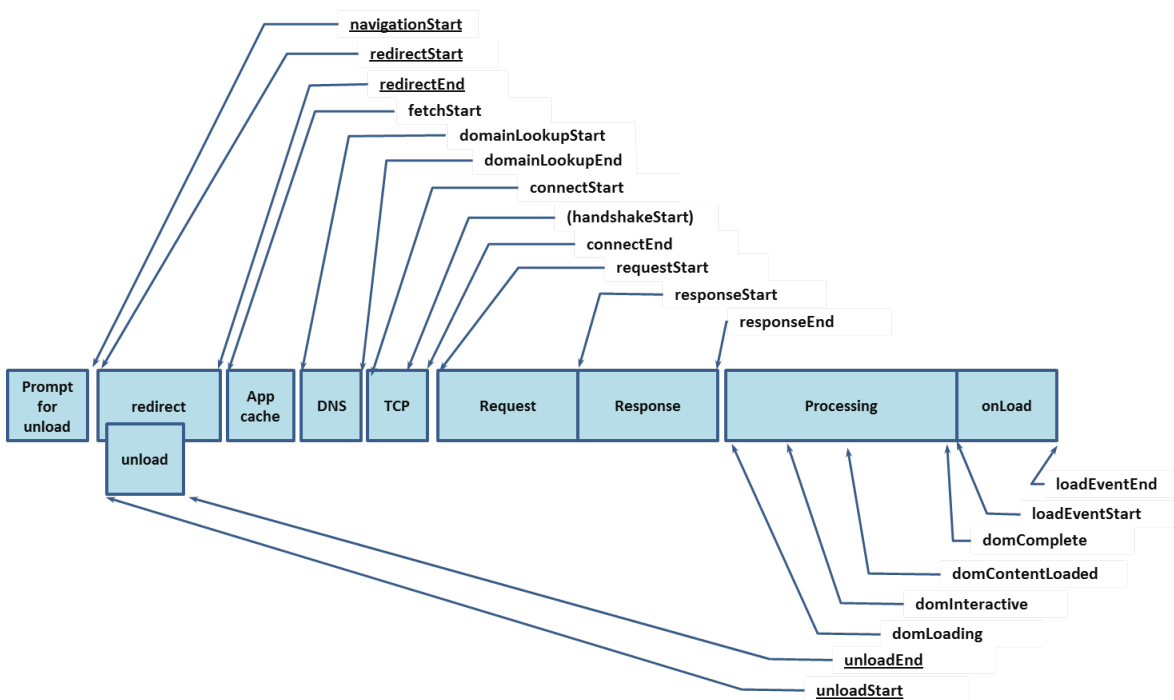 navigationStart
redirectStart
redirectEnd
fetchStart
domainLookupStart
domainLookupEnd
connectStart
(handshakeStart)
connectEnd
requestStart
responseStart
responseEnd
Prompt
for
unload
redirect
unload
App
cache
DNS
TCP
Request
Response
Processing
onLoad
loadEventEnd
loadEventStart
domComplete
domContentLoaded
domInteractive
domLoading
unloadEnd
unloadStart